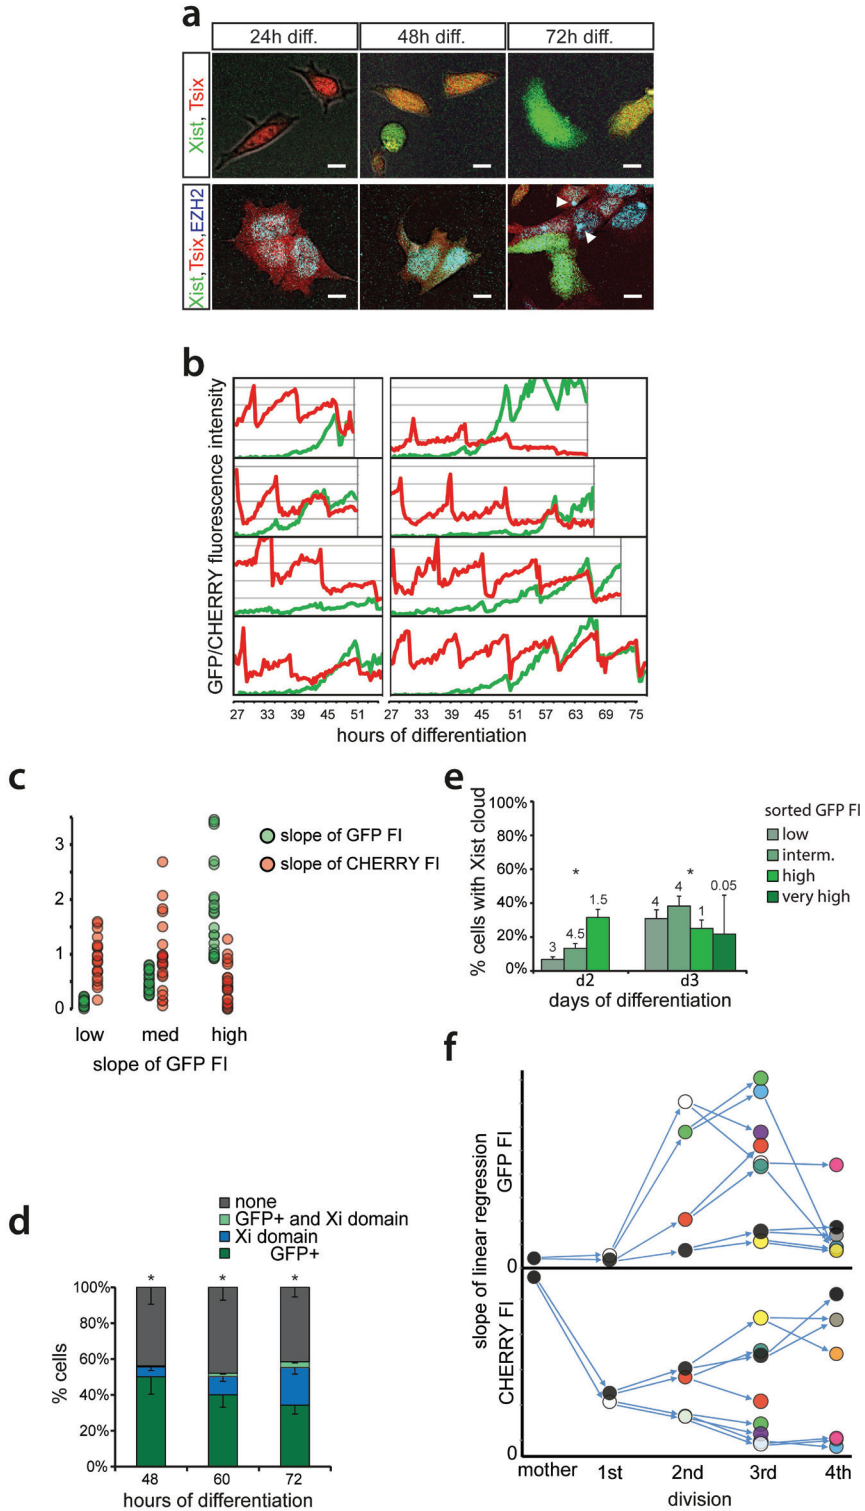 a
24h diff. 48h diff. 72h diff.
Xist, Tsix
Xist,Tsix,EZH2
b
GFP/CHERRY fluorescence intensity
27 33 39 45 51 27 33 39 45 51 57 63 69 75
hours of differentiation
c
3
2
1
0
low med high
slope of GFP FI
slope of GFP FI
slope of CHERRY FI
d
none
GFP+ and Xi domain
Xi domain
GFP+
% cells
100%
80%
60%
40%
20%
0%
* * *
48 60 72
hours of differentiation
e
% cells with Xist cloud
100%
80%
60%
40%
20%
0%
* *
3 4.5 1.5 4 4 1 0.05
d2 d3
days of differentiation
sorted GFP FI
low
interm.
high
very high
f
slope of linear regression
GFP FI
CHERRY FI
0
0
mother 1st 2nd 3rd 4th
division